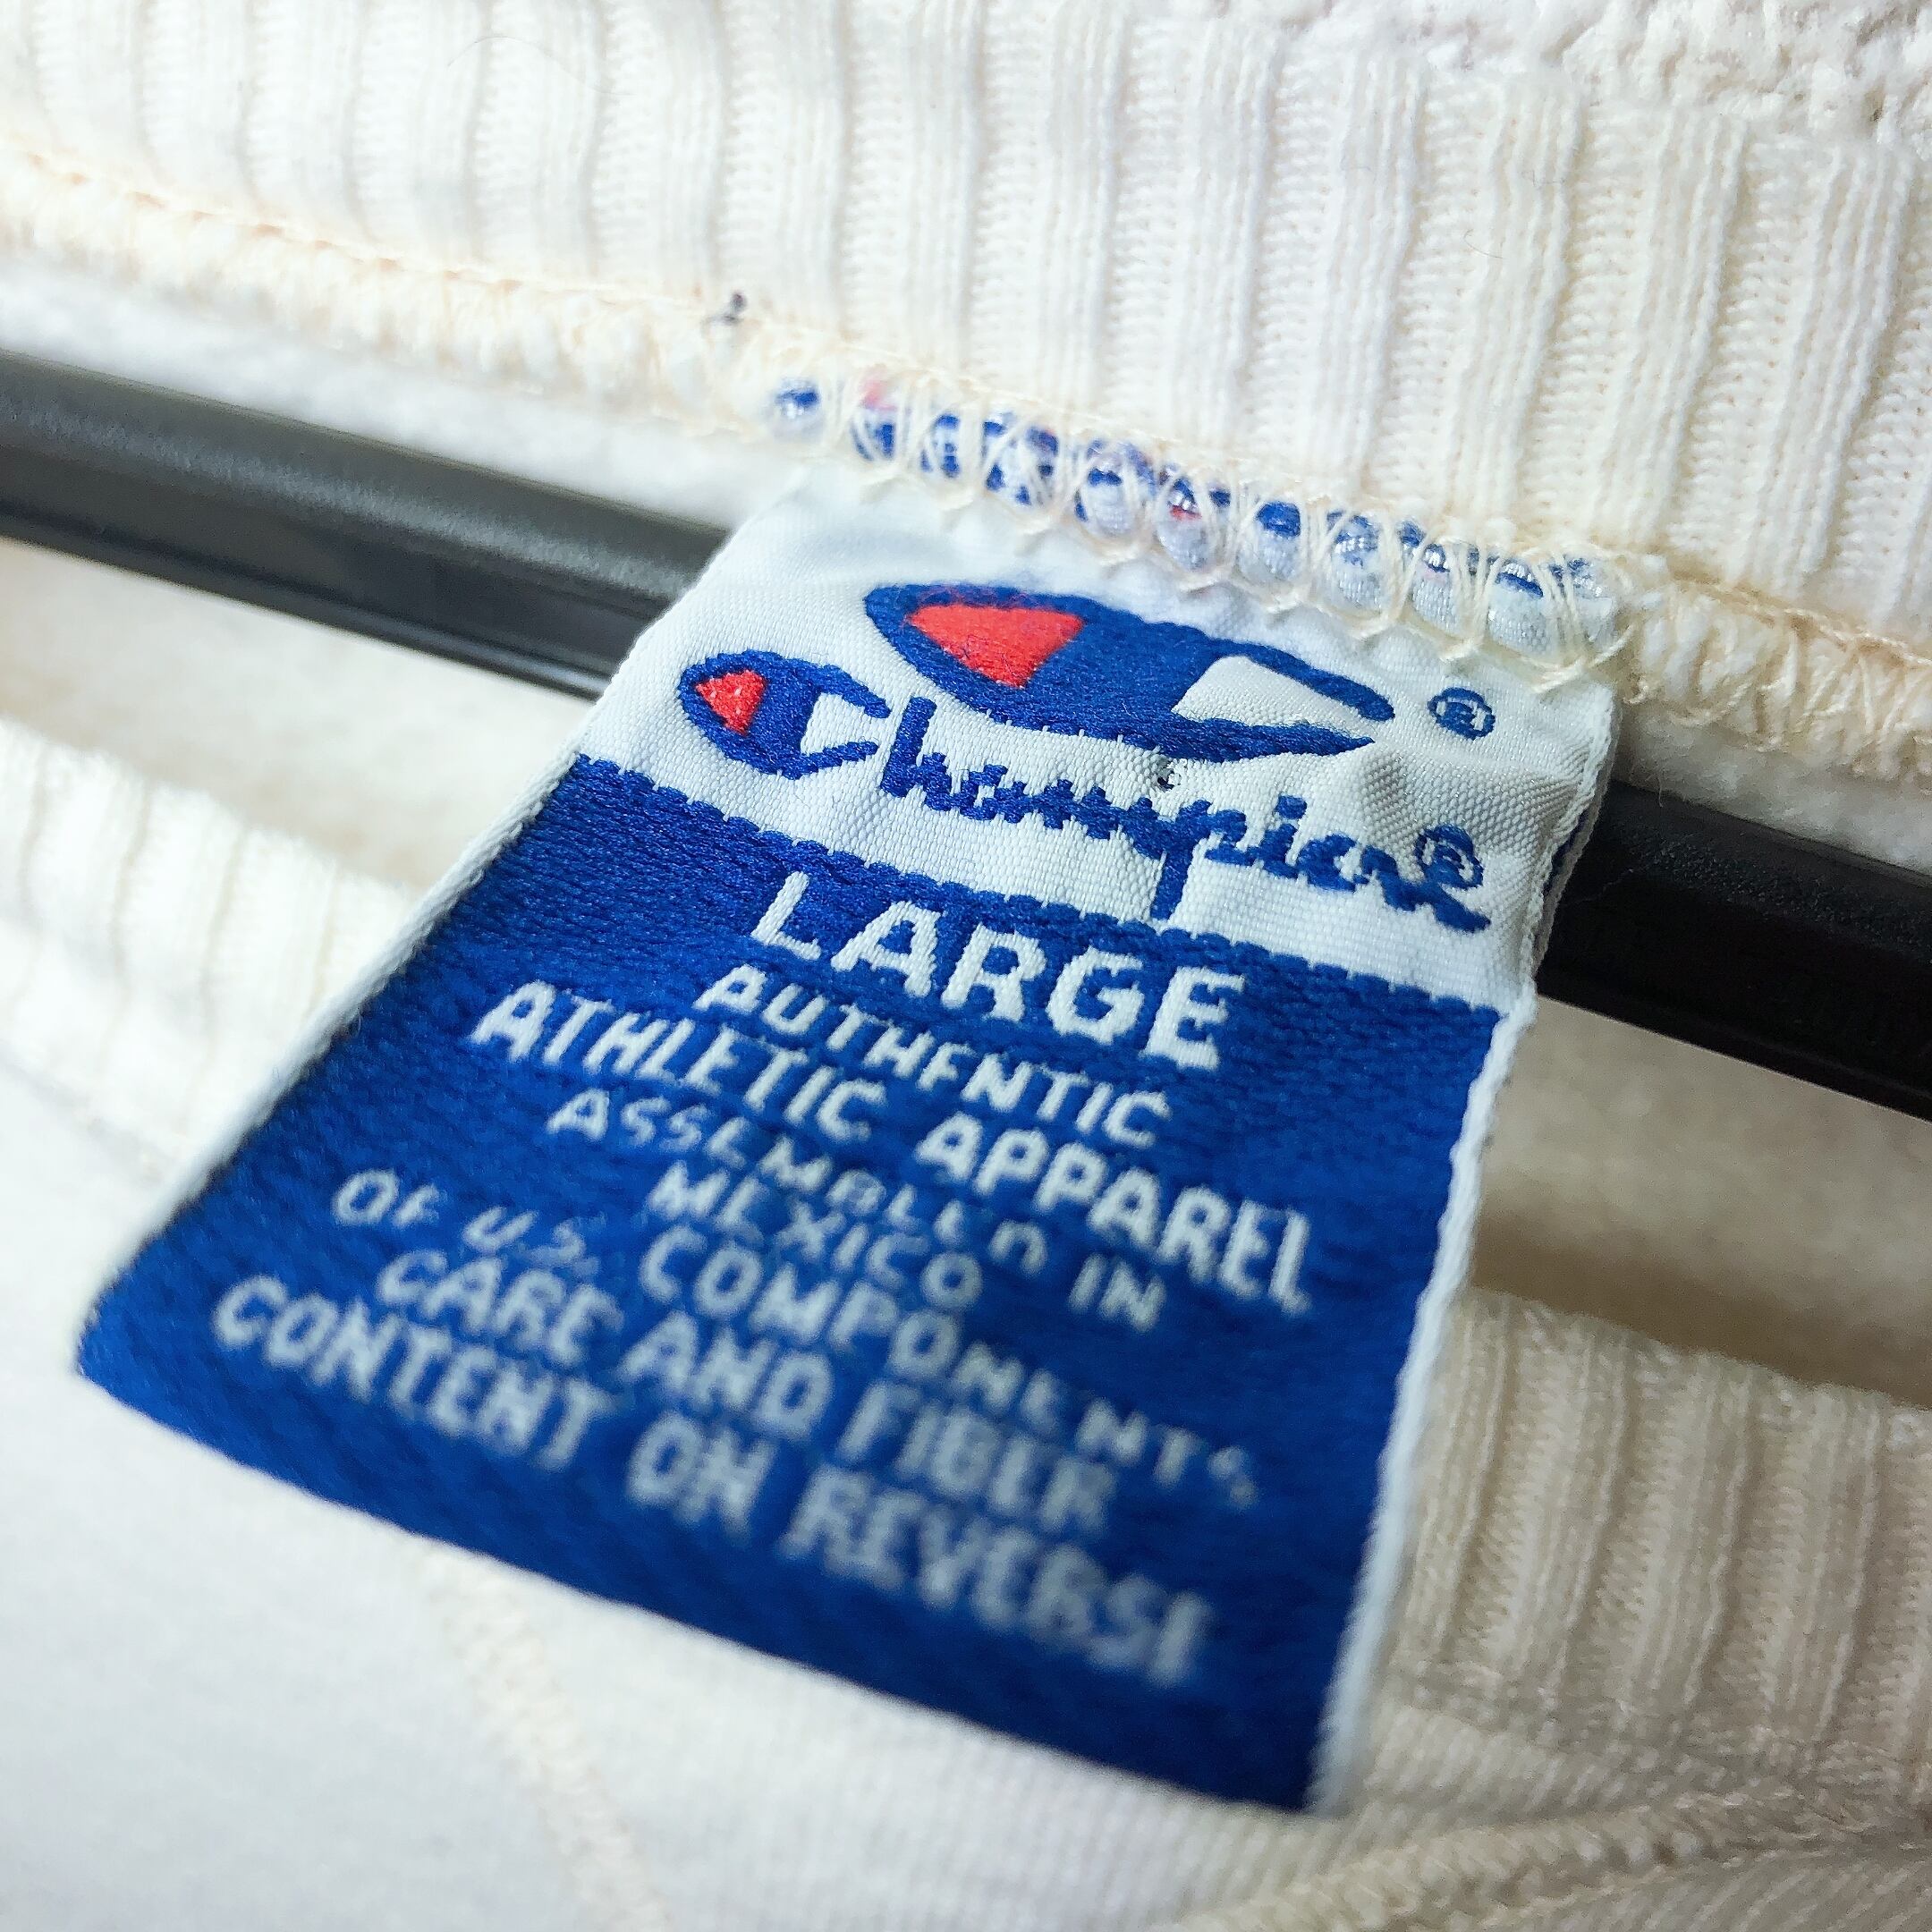 Champion
LARGE
AUTHENTIC
ATHLETIC APPAREL
ASSEMBLED IN
MEXICO
OF U.S. COMPONENTS
CARE AND FIBER
CONTENT ON REVERSE